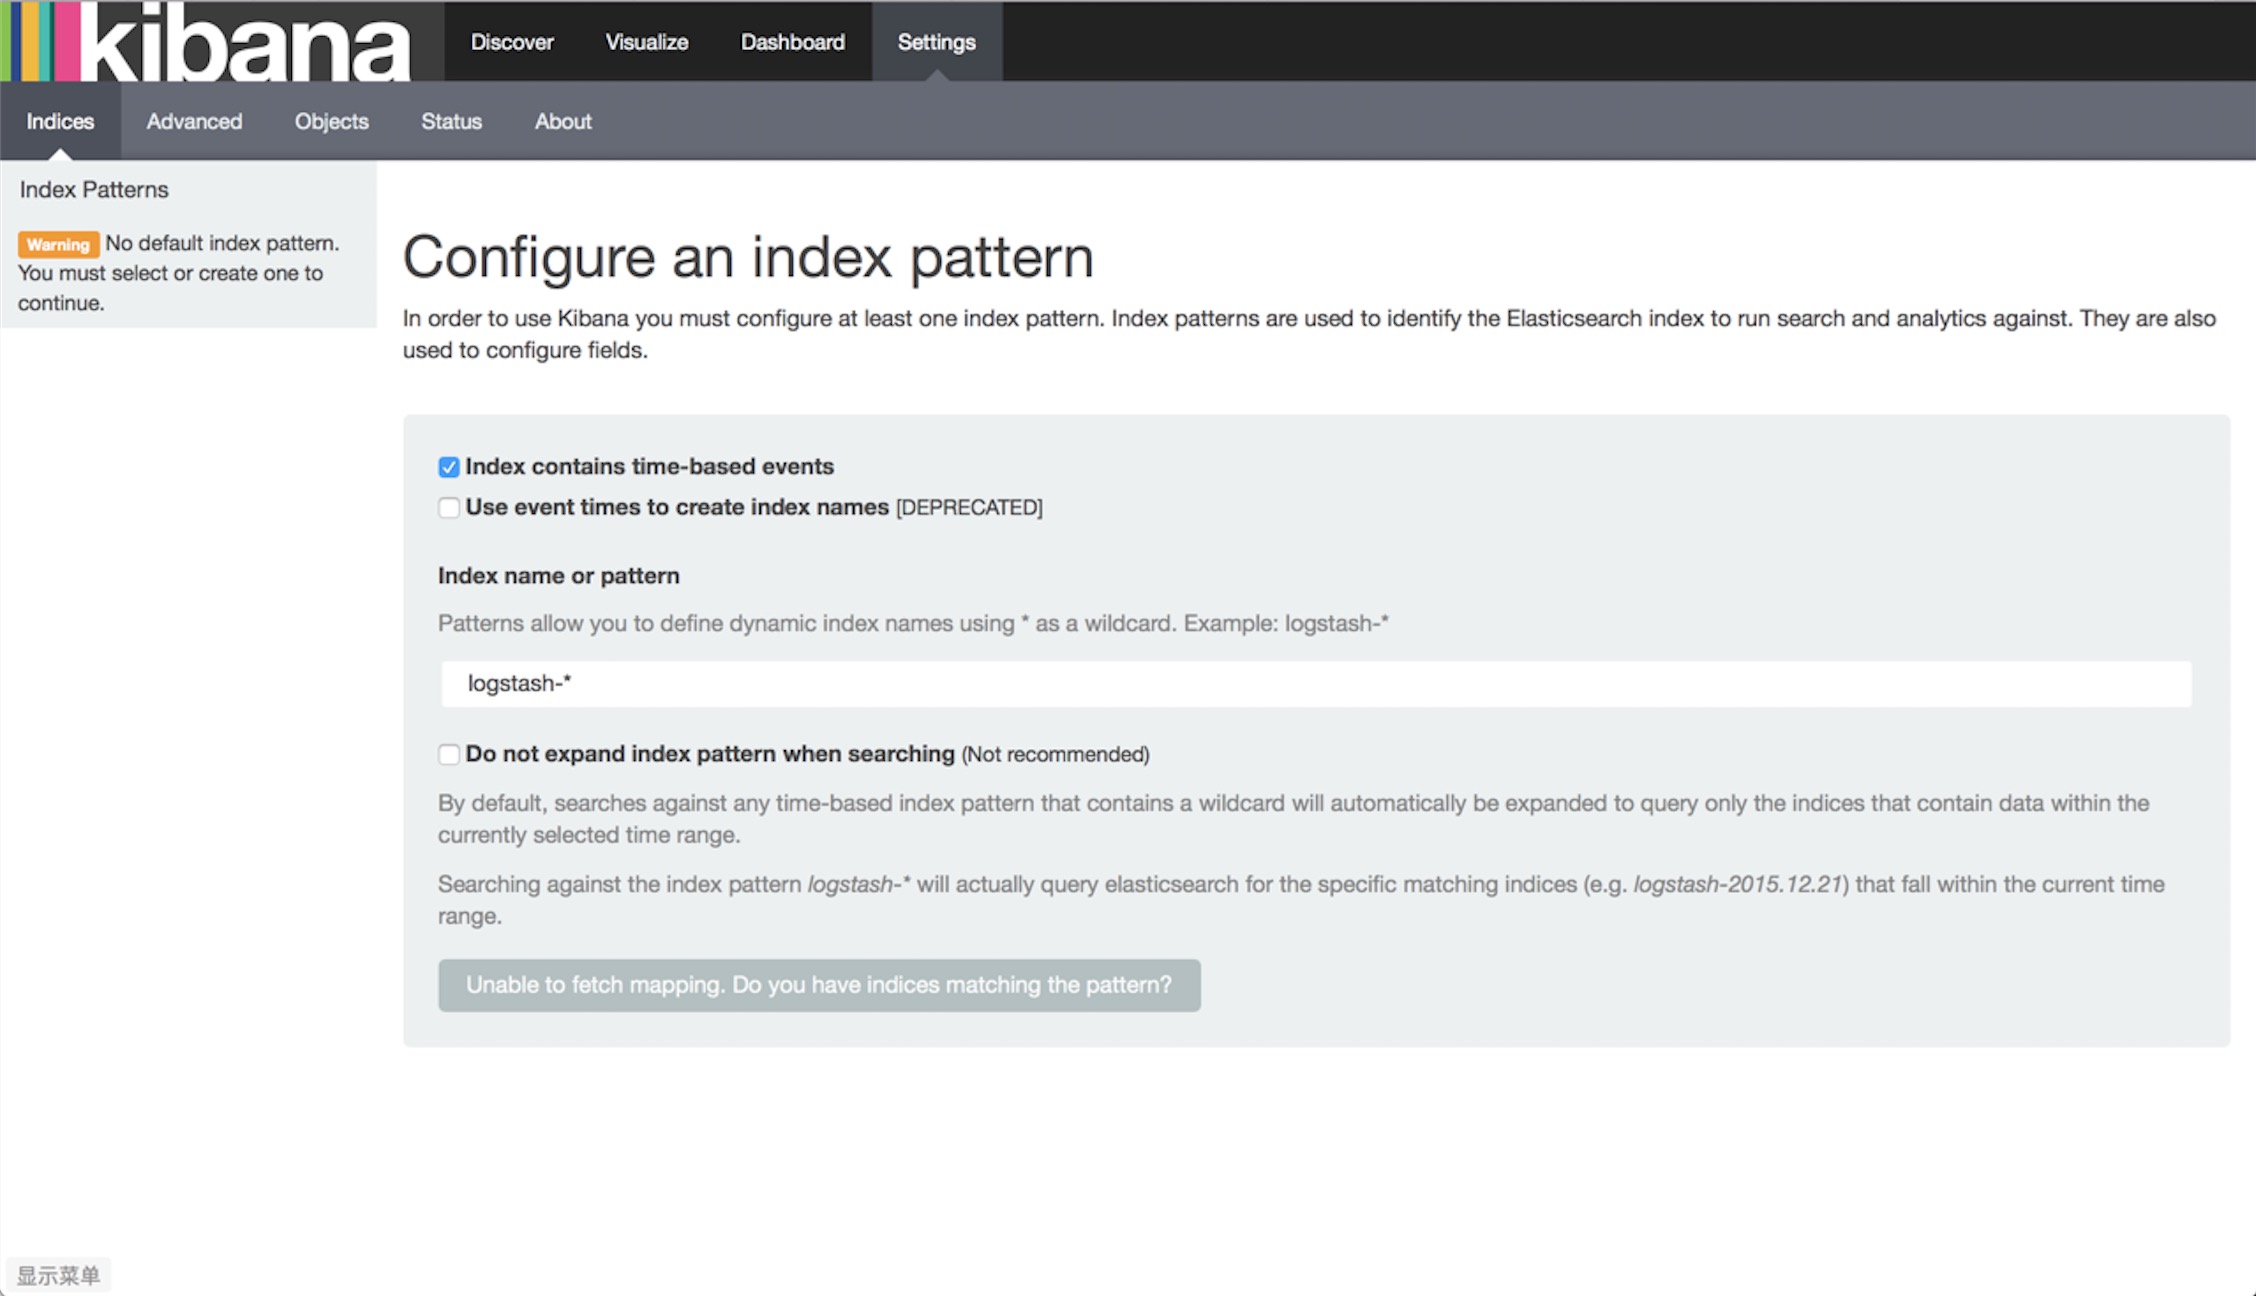 kibana
Discover Visualize Dashboard Settings
Indices Advanced Objects Status About
Index Patterns
Warning No default index pattern.
You must select or create one to
continue.
Configure an index pattern
In order to use Kibana you must configure at least one index pattern. Index patterns are used to identify the Elasticsearch index to run search and analytics against. They are also
used to configure fields.
Index contains time-based events
Use event times to create index names [DEPRECATED]
Index name or pattern
Patterns allow you to define dynamic index names using * as a wildcard. Example: logstash-*
logstash-*
Do not expand index pattern when searching (Not recommended)
By default, searches against any time-based index pattern that contains a wildcard will automatically be expanded to query only the indices that contain data within the
currently selected time range.
Searching against the index pattern logstash-* will actually query elasticsearch for the specific matching indices (e.g. logstash-2015.12.21) that fall within the current time
range.
Unable to fetch mapping. Do you have indices matching the pattern?
显示菜单